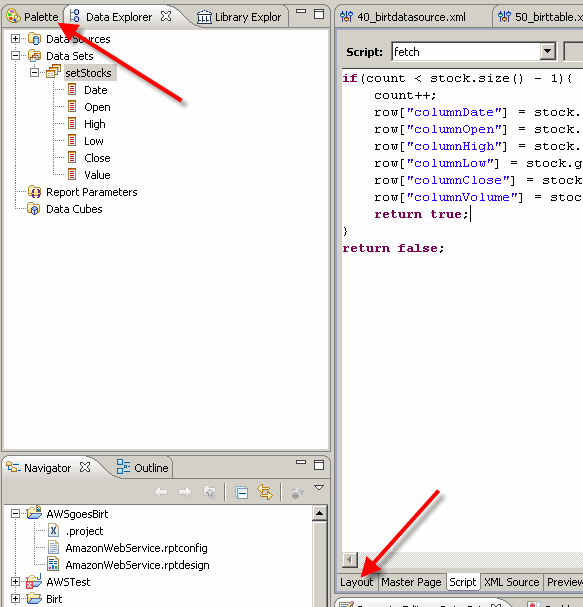 Palette
Data Explorer
Library Explor
Data Sources
Data Sets
setStocks
Date
Open
High
Low
Close
Value
Report Parameters
Data Cubes
Navigator
Outline
AWSgoesBirt
.project
AmazonWebService.rptconfig
AmazonWebService.rptdesign
AWSTest
Birt
40_birtdatasource.xml
50_birttable.x
Script: fetch
if(count < stock.size() - 1){
count++;
row["columnDate"] = stock.
row["columnOpen"] = stock.
row["columnHigh"] = stock.
row["columnLow"] = stock.g
row["columnClose"] = stock
row["columnVolume"] = stoc
return true;
}
return false;
Layout Master Page Script XML Source Preview